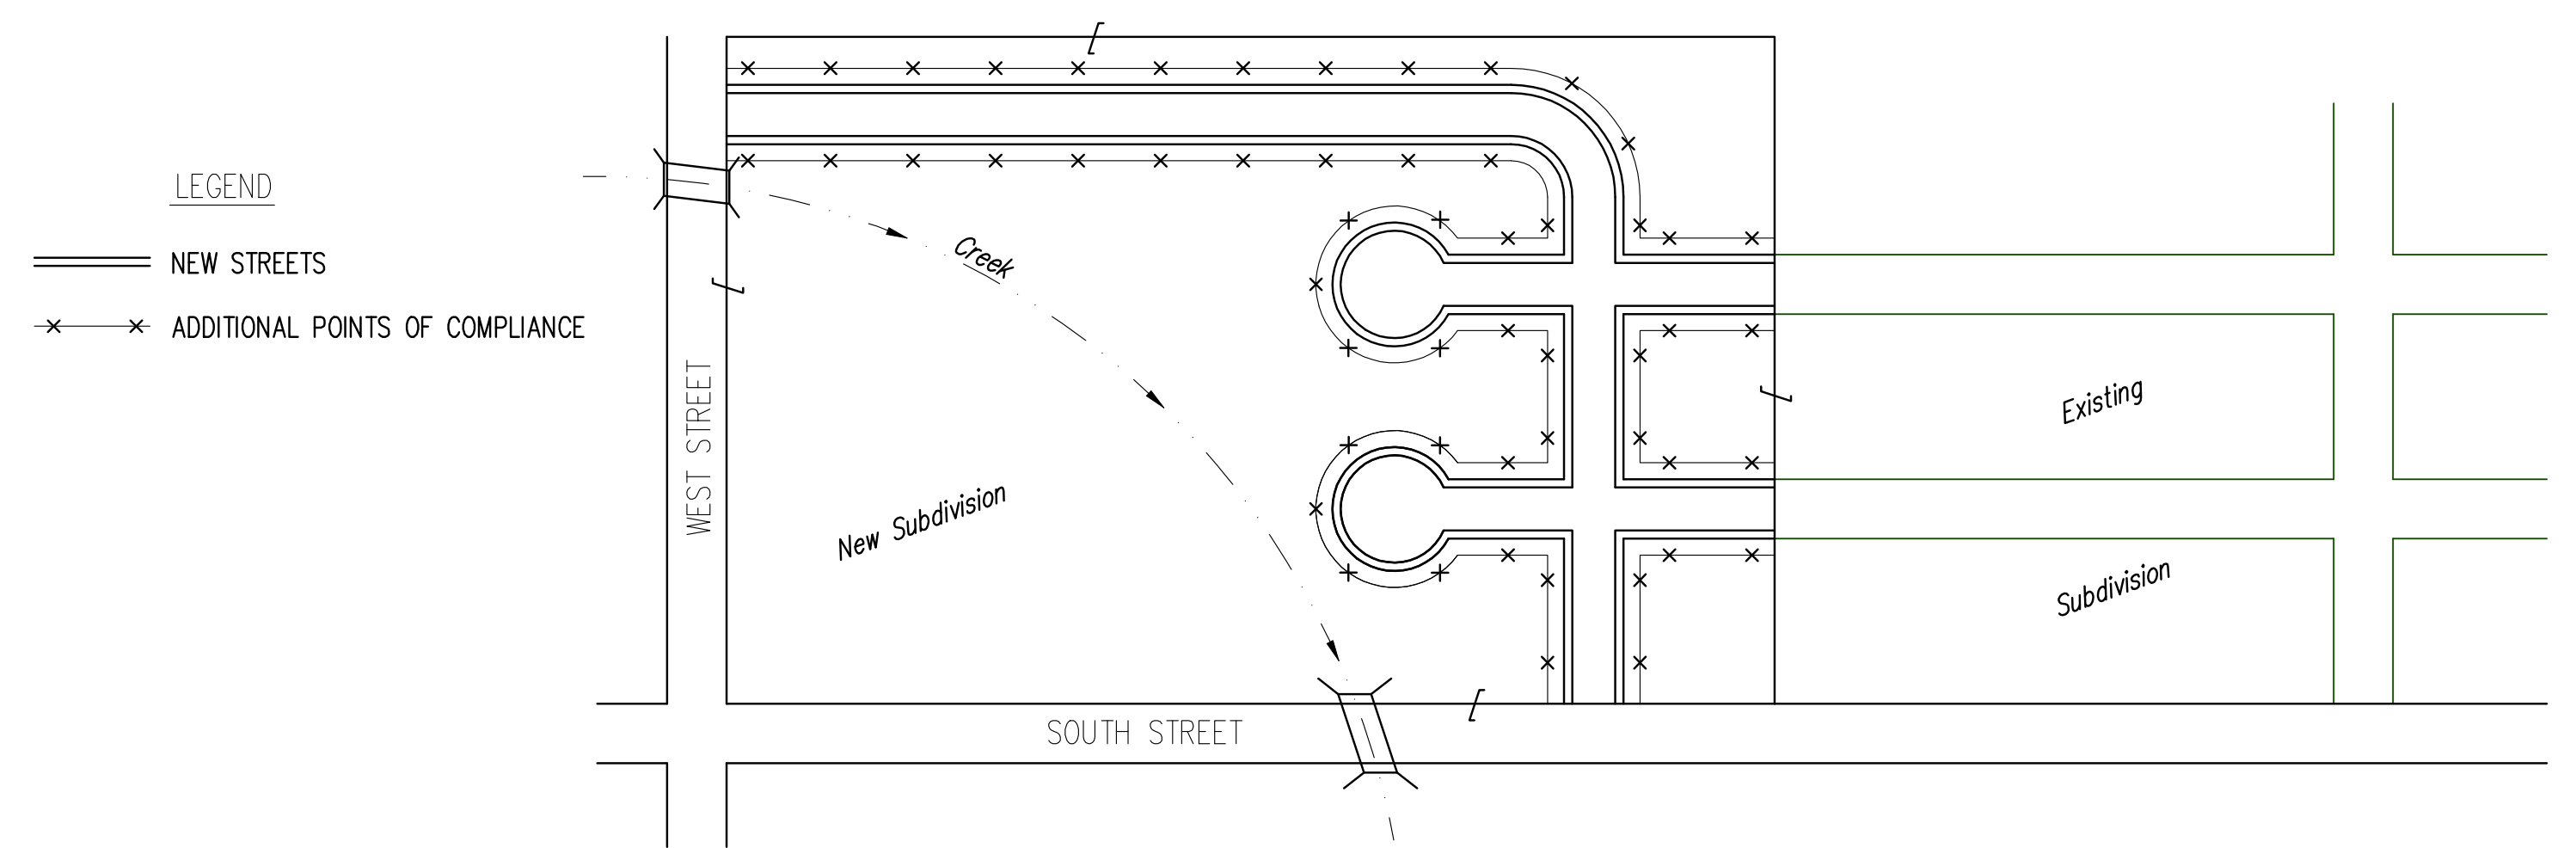 LEGEND
NEW STREETS
ADDITIONAL POINTS OF COMPLIANCE
WEST STREET
Creek
New Subdivision
SOUTH STREET
Existing
Subdivision